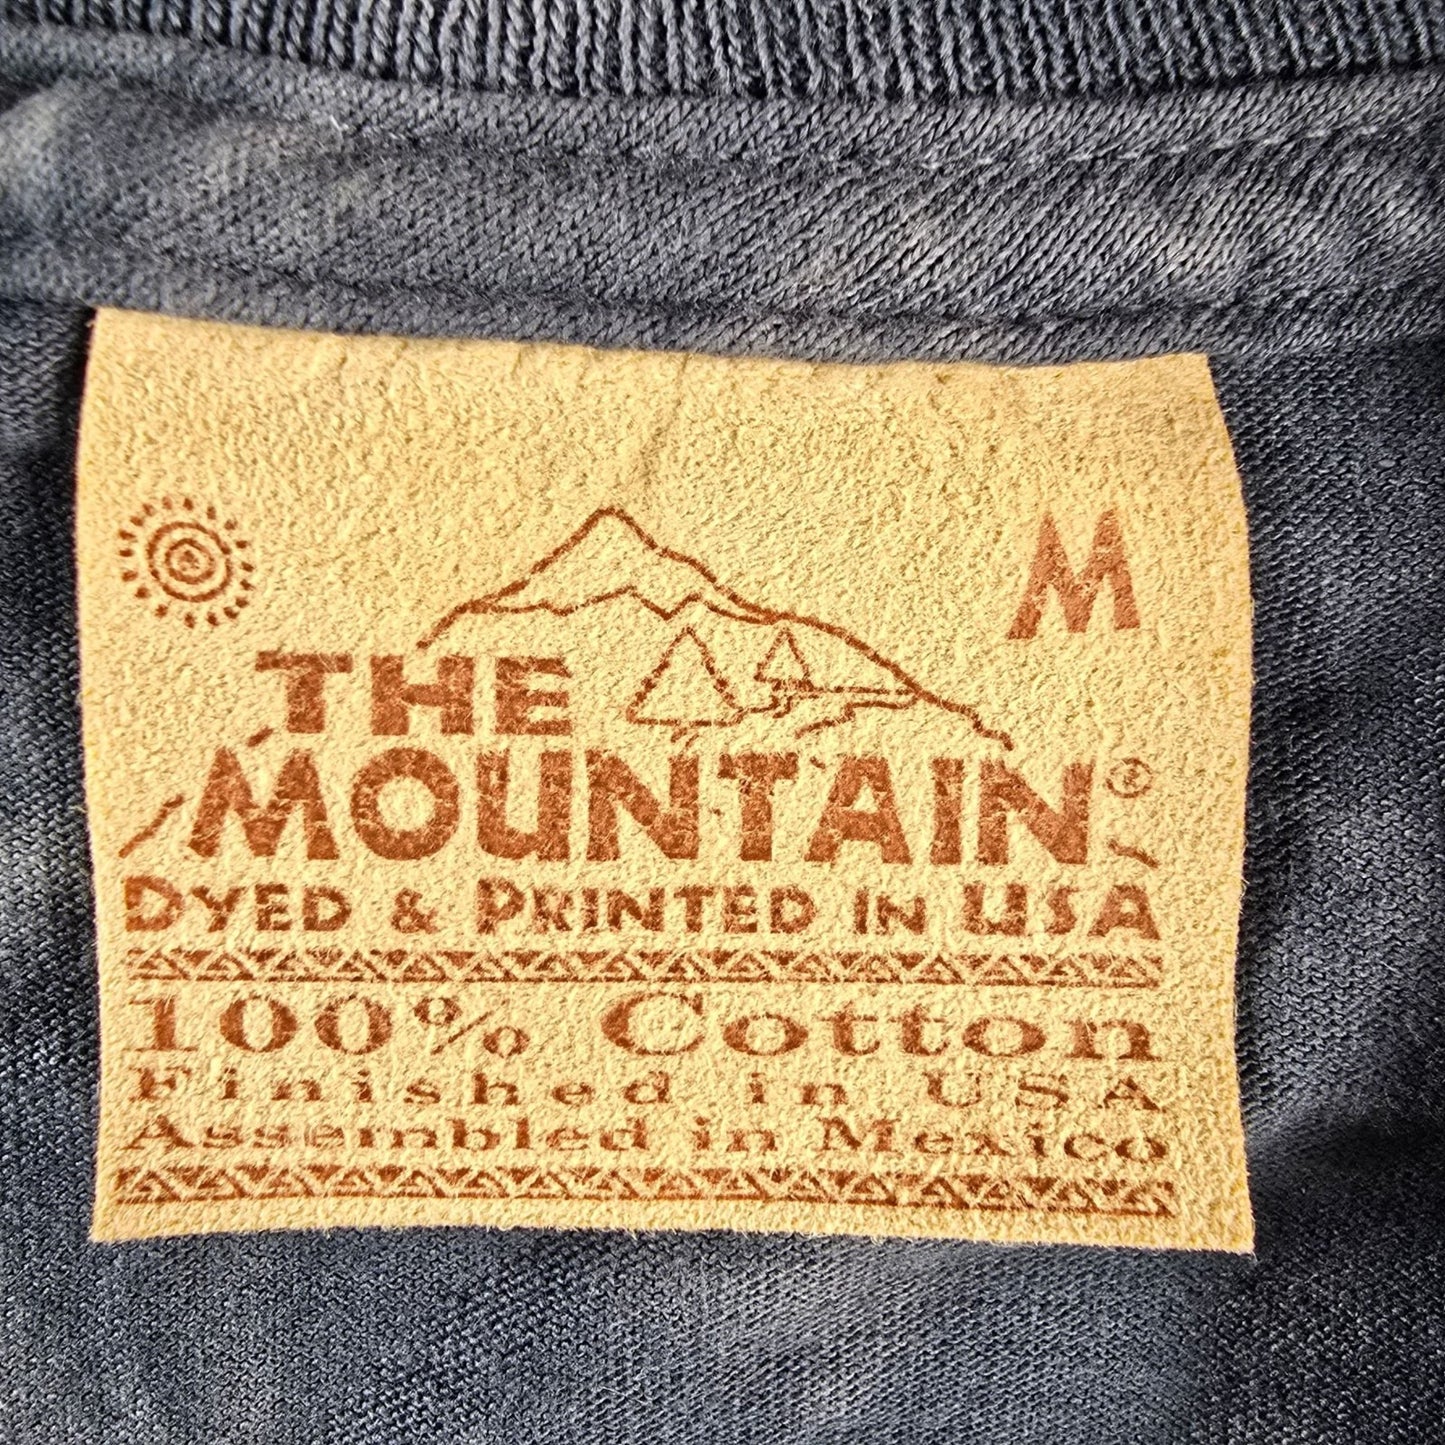 M
THE
MOUNTAIN®
DYED & PRINTED IN USA
100% Cotton
Finished in USA
Assembled in Mexico